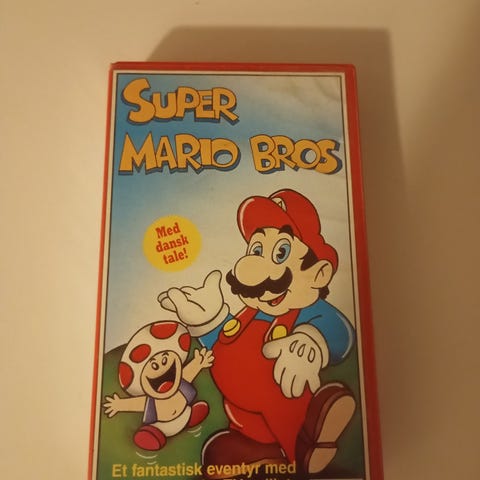 SUPER
MARIO BROS
Med
dansk
tale!
Et fantastisk eventyr med